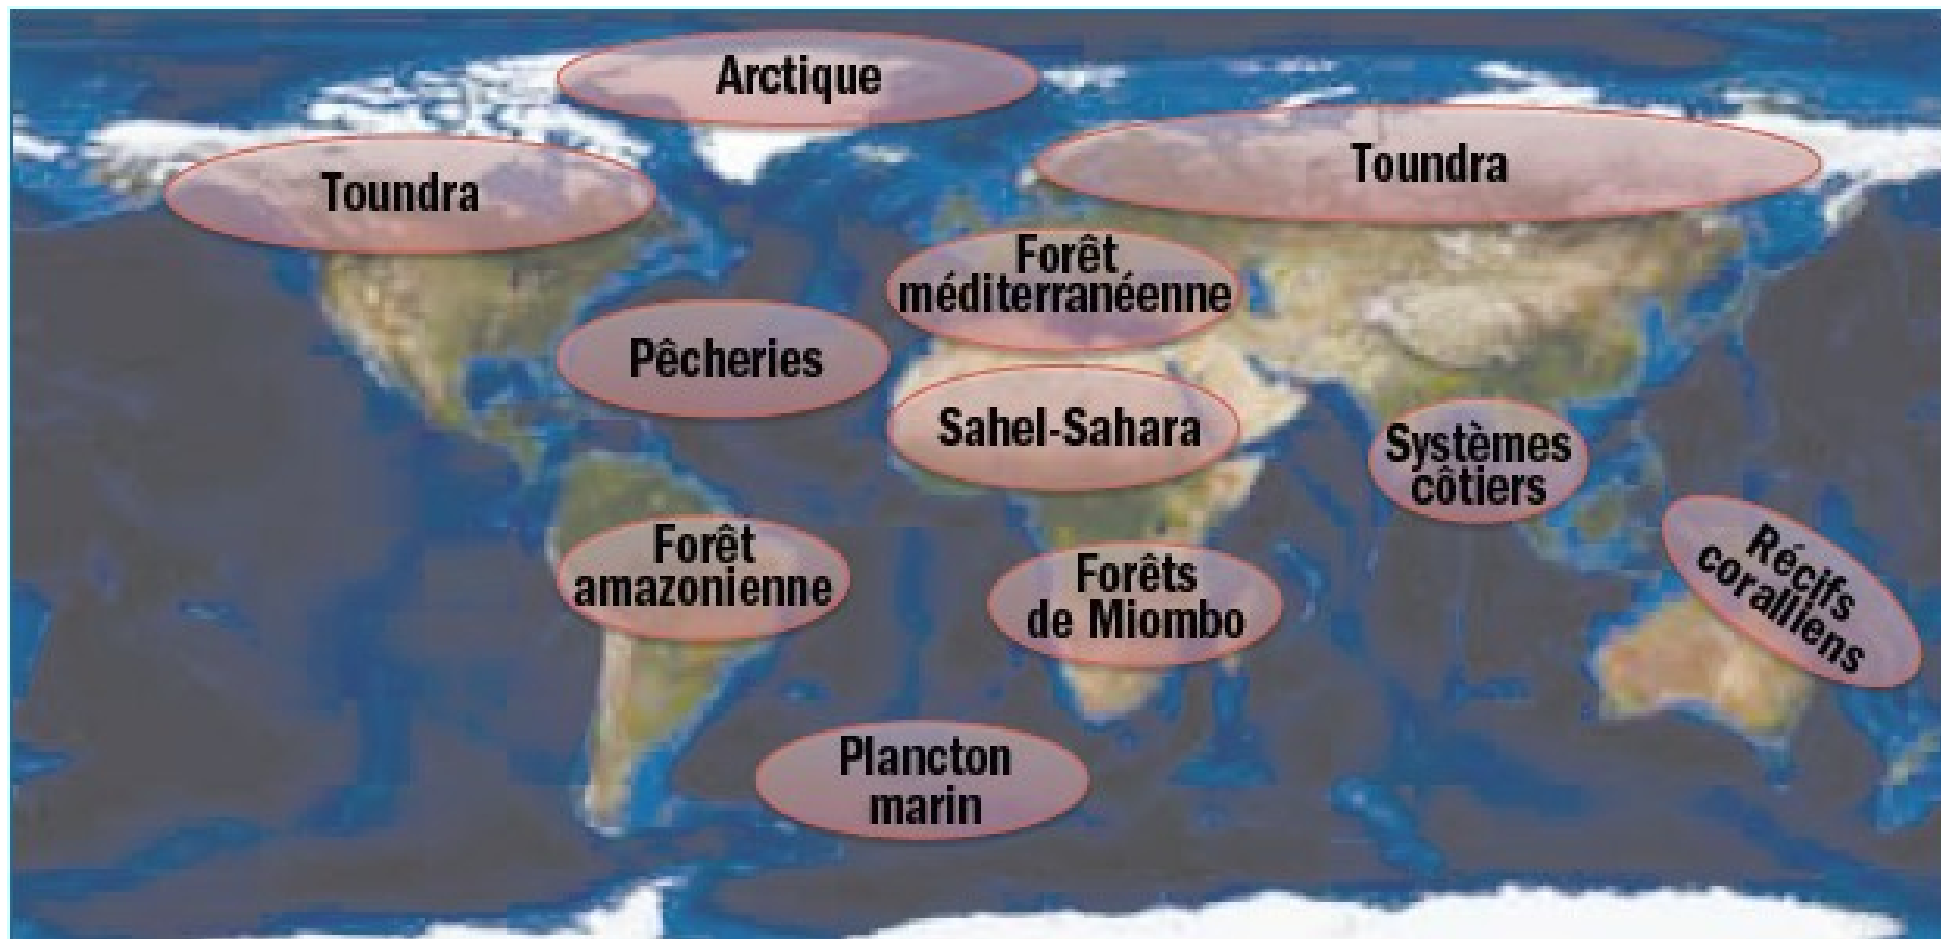 Arctique
Toundra
Toundra
Forêt
méditerranéenne
Pêcheries
Sahel-Sahara
Systèmes
côtiers
Forêt
amazonienne
Forêts
de Miombo
Récifs
coralliens
Plancton
marin